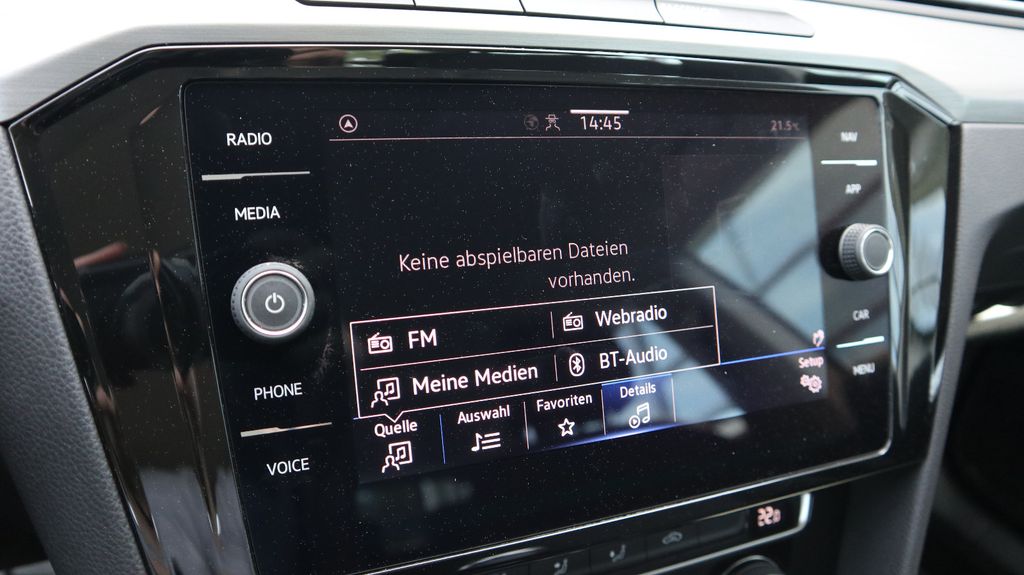 RADIO
MEDIA
PHONE
VOICE
14:45
21.5°C
Keine abspielbaren Dateien
vorhanden.
FM
Webradio
Meine Medien
BT-Audio
Quelle
Auswahl
Favoriten
Details
Setup
NAV
APP
CAR
MENU